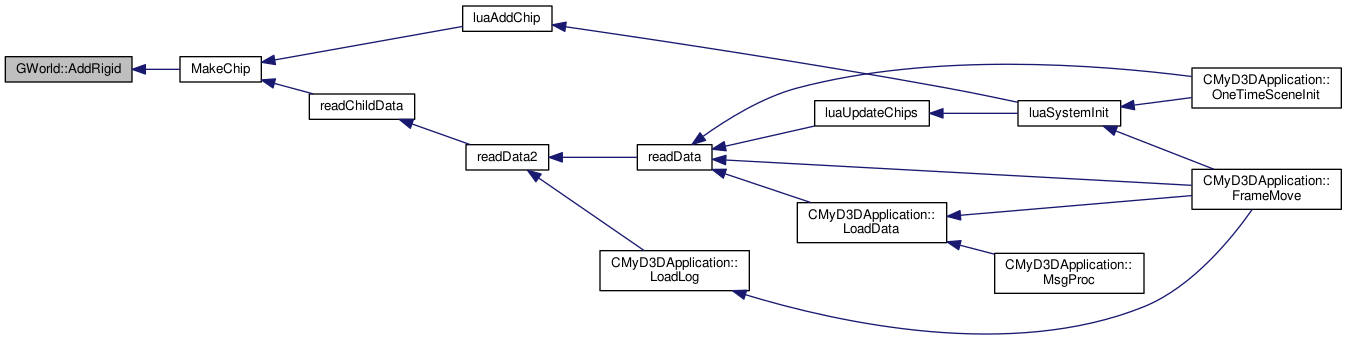 luaAddChip
GWorld::AddRigid
MakeChip
readChildData
CMyD3DApplication::
OneTimeSceneInit
luaUpdateChips
luaSystemInit
readData2
readData
CMyD3DApplication::
FrameMove
CMyD3DApplication::
LoadData
CMyD3DApplication::
LoadLog
CMyD3DApplication::
MsgProc